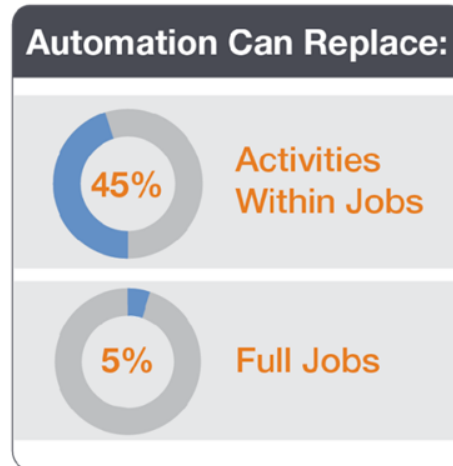 Automation Can Replace:
45%
Activities
Within Jobs
5%
Full Jobs